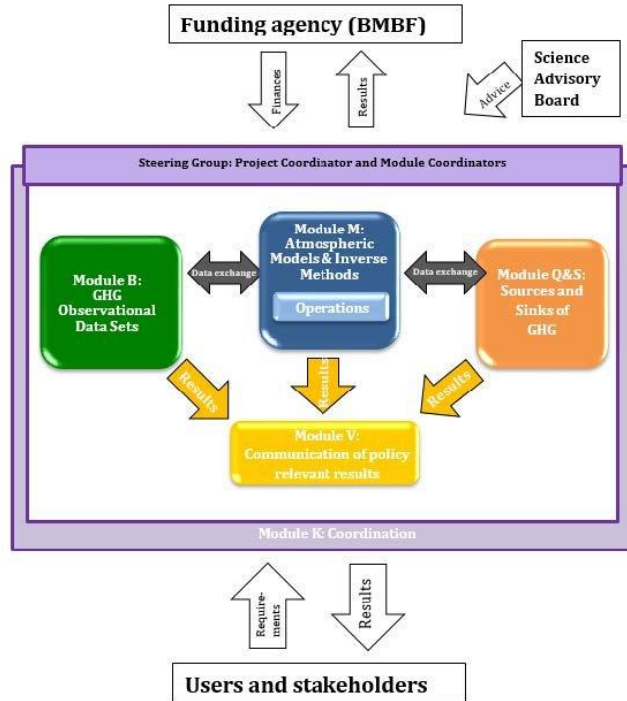 Funding agency (BMBF)
Finances
Results
Advice
Science
Advisory
Board
Steering Group: Project Coordinator and Module Coordinators
Module B:
GHG
Observational
Data Sets
Data exchange
Module M:
Atmospheric
Models & Inverse
Methods
Operations
Data exchange
Module Q&S:
Sources and
Sinks of
GHG
Results
Results
Results
Module V:
Communication of policy
relevant results
Module K: Coordination
Require-
ments
Results
Users and stakeholders